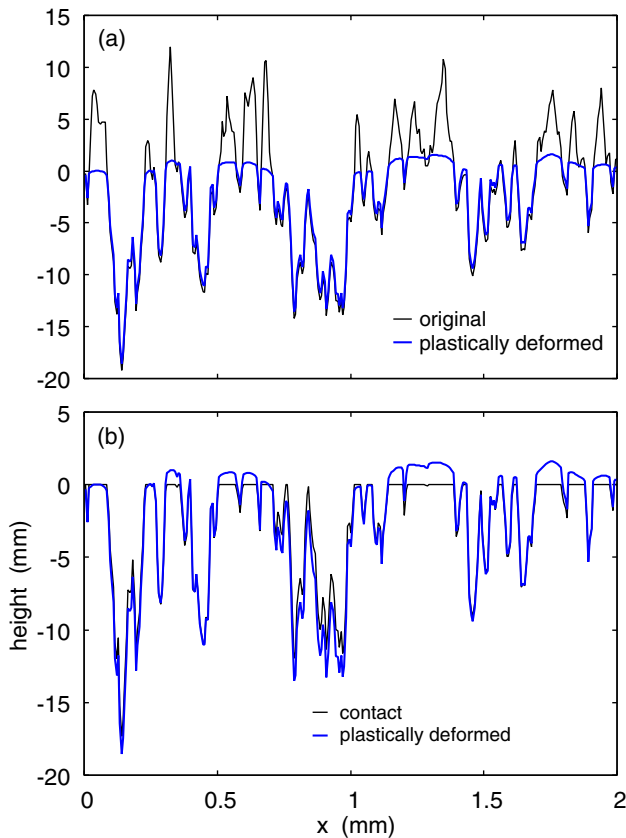 15
(a)
10
5
0
-5
-10
original
-15
plastically deformed
-20
5
(b)
0
-5
height (mm)
-10
-15
contact
plastically deformed
-20
0 0.5 1 1.5 2
x (mm)